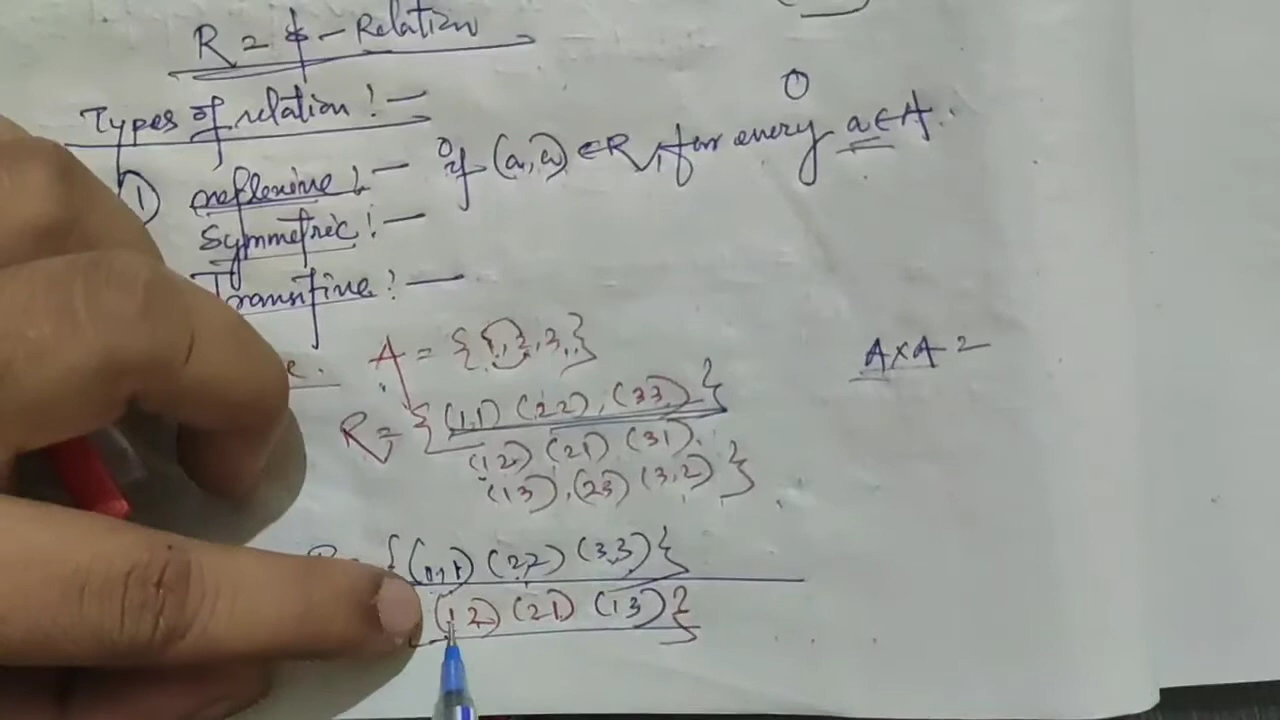 R = ϕ - Relation
Types of relation : —
① reflexive : — If (a, a) ∈ R, for every a ∈ A.
Symmetric : —
Transitive : —
A = {1, 2, 3,}
A × A =
R = {(1,1) (2 2), (3 3)}
(1 2) (2 1) (3 1).
(1 3), (2 3) (3,2) }
{(1,1) (2,2) (3,3)}
(1 2) (2 1) (1 3)}